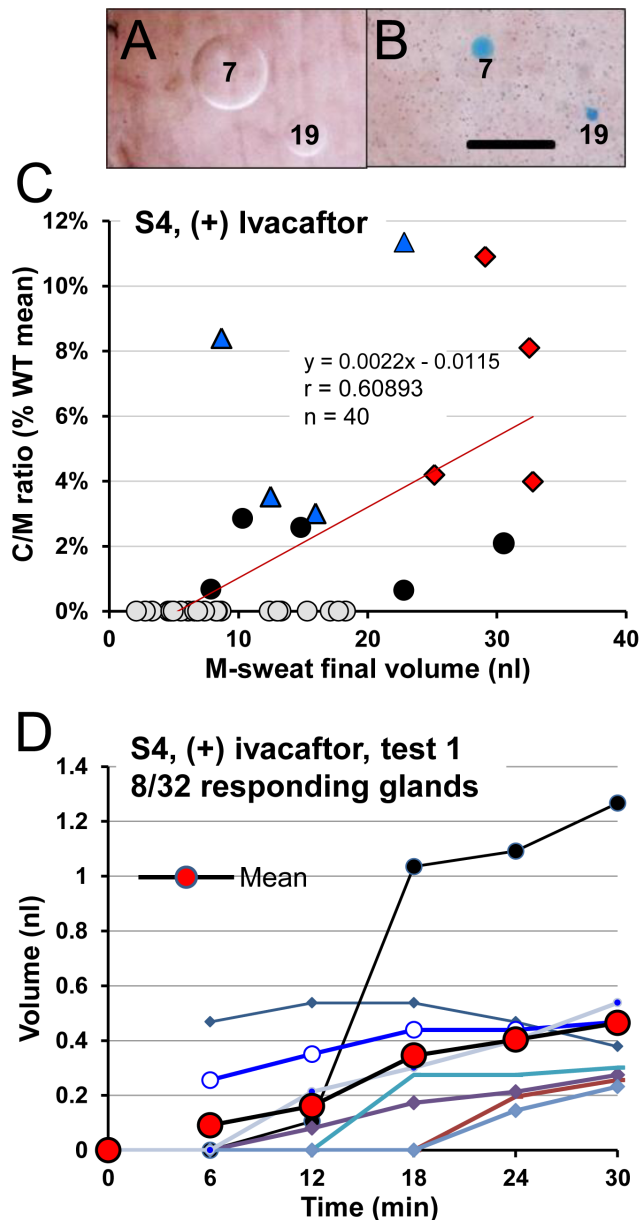 A
B
7
19
7
19
C
S4, (+) Ivacaftor
12%
10%
8%
6%
4%
2%
0%
C/M ratio (% WT mean)
y = 0.0022x - 0.0115
r = 0.60893
n = 40
0
10
20
30
40
M-sweat final volume (nl)
D
S4, (+) ivacaftor, test 1
8/32 responding glands
1.4
1.2
1
0.8
0.6
0.4
0.2
0
Volume (nl)
Mean
0
6
12
18
24
30
Time (min)